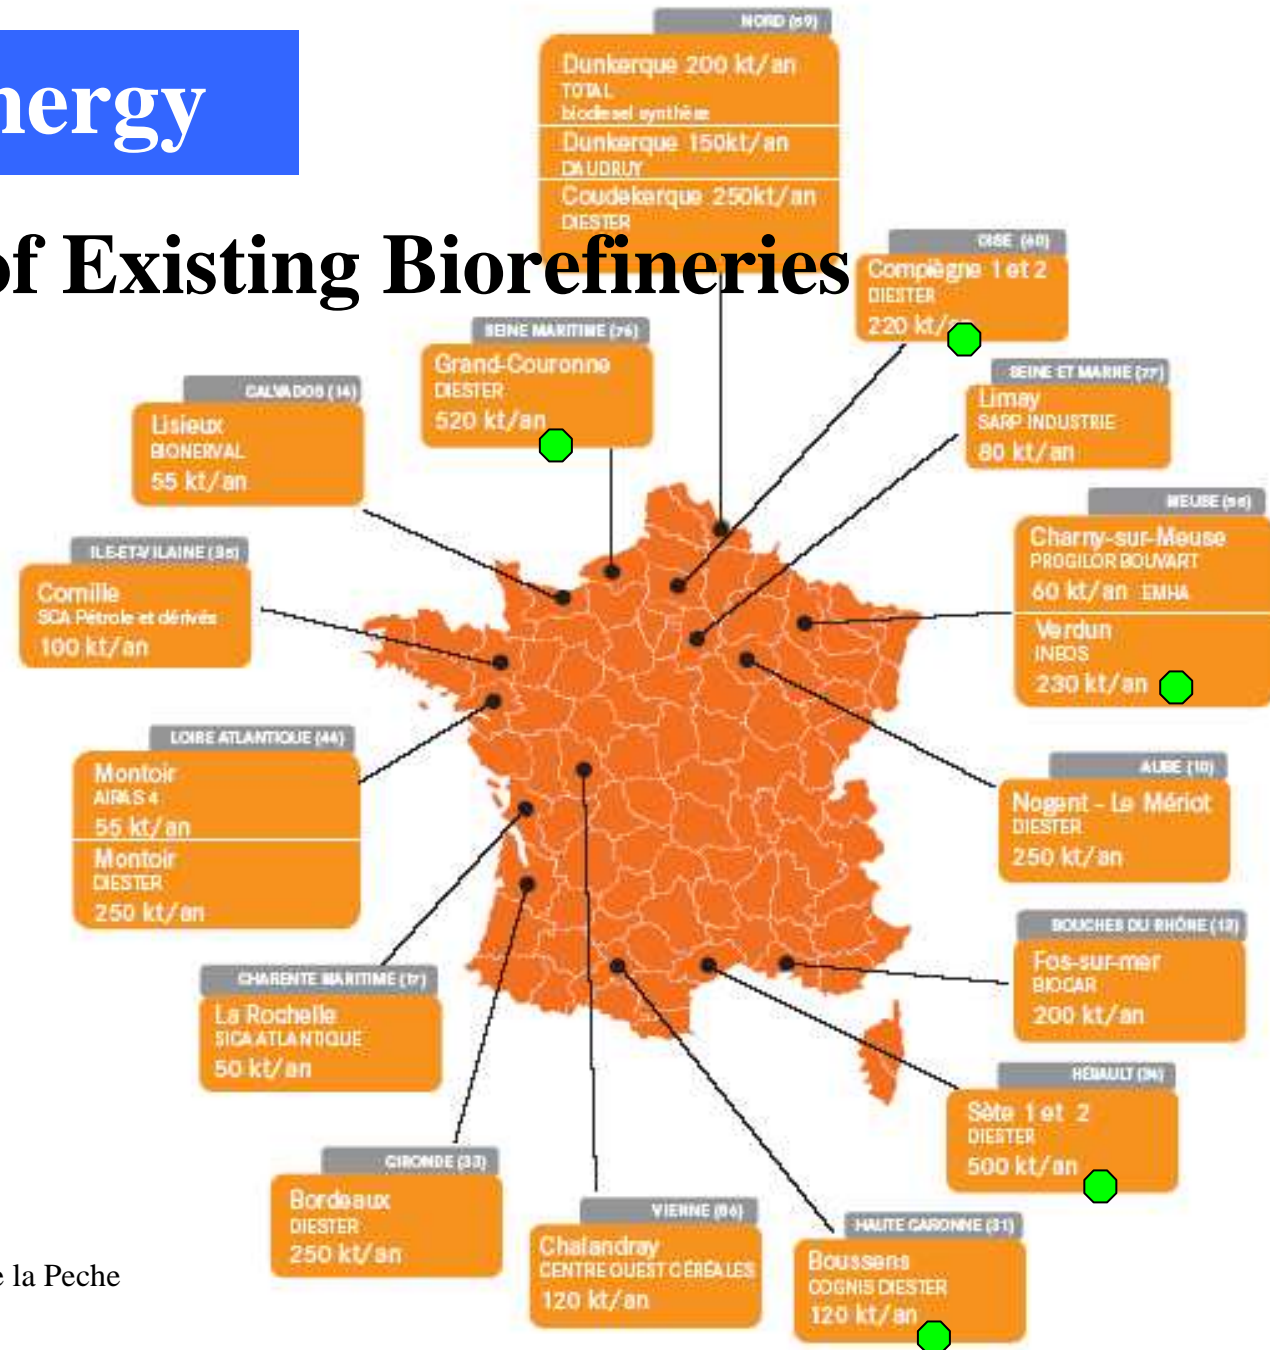 nergy
of Existing Biorefineries
NORD (59)
Dunkerque 200 kt/an
TOTAL
biodiesel synthèse
Dunkerque 150kt/an
DAUDRUY
Coudekerque 250kt/an
DIESTER
OISE (60)
Compiègne 1 et 2
DIESTER
220 kt/an
SEINE MARITIME (76)
Grand-Couronne
DIESTER
520 kt/an
SEINE ET MARNE (77)
Limay
SARP INDUSTRIE
80 kt/an
CALVADOS (14)
Lisieux
BIONERVAL
55 kt/an
MEUSE (55)
Charny-sur-Meuse
PROGILOR BOUVART
60 kt/an EMHA
Verdun
INEOS
230 kt/an
ILE-ET-VILAINE (35)
Cornille
SCA Pétrole et dérivés
100 kt/an
LOIRE ATLANTIQUE (44)
Montoir
AIRAS 4
55 kt/an
Montoir
DIESTER
250 kt/an
AUBE (10)
Nogent - Le Mériot
DIESTER
250 kt/an
BOUCHES DU RHÔNE (13)
Fos-sur-mer
BIOCAR
200 kt/an
CHARENTE MARITIME (17)
La Rochelle
SICA ATLANTIQUE
50 kt/an
HÉRAULT (34)
Sète 1 et 2
DIESTER
500 kt/an
GIRONDE (33)
Bordeaux
DIESTER
250 kt/an
VIENNE (86)
Chalandray
CENTRE OUEST CÉRÉALES
120 kt/an
HAUTE GARONNE (31)
Boussens
COGNIS DIESTER
120 kt/an
e la Peche